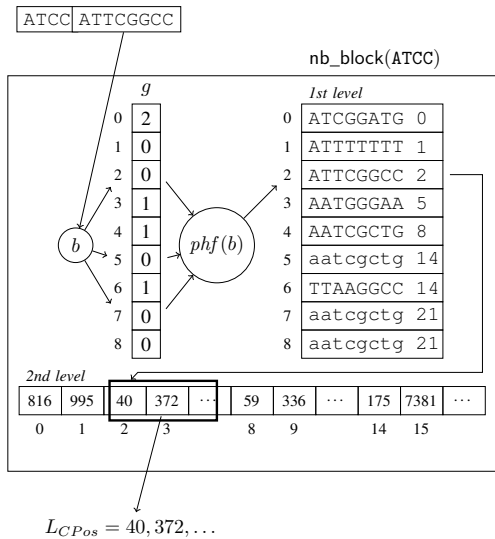 ATCC ATTCGGCC
nb_block(ATCC)
g
0 2
1 0
2 0
3 1
4 1
5 0
6 1
7 0
8 0
b
phf(b)
1st level
0 ATCGGATG 0
1 ATTTTTTT 1
2 ATTCGGCC 2
3 AATGGGAA 5
4 AATCGCTG 8
5 aatcgctg 14
6 TTAAGGCC 14
7 aatcgctg 21
8 aatcgctg 21
2nd level
816 995 40 372 ... 59 336 ... 175 7381 ...
0 1 2 3 8 9 14 15
L_CPos = 40, 372, ...